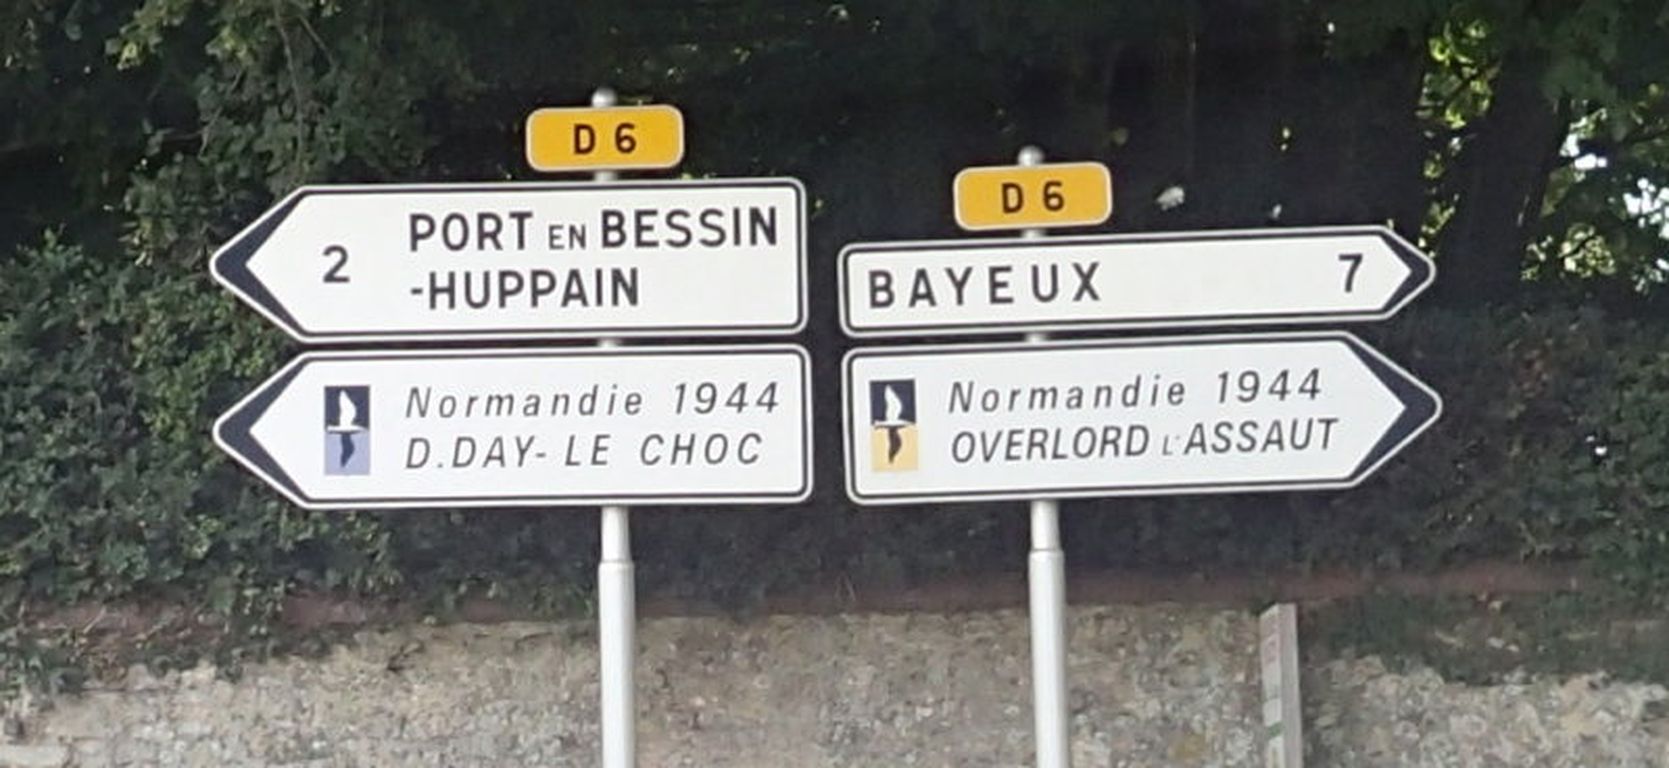 D 6
2 PORT EN BESSIN
-HUPPAIN
Normandie 1944
D.DAY- LE CHOC
D 6
BAYEUX 7
Normandie 1944
OVERLORD L'ASSAUT